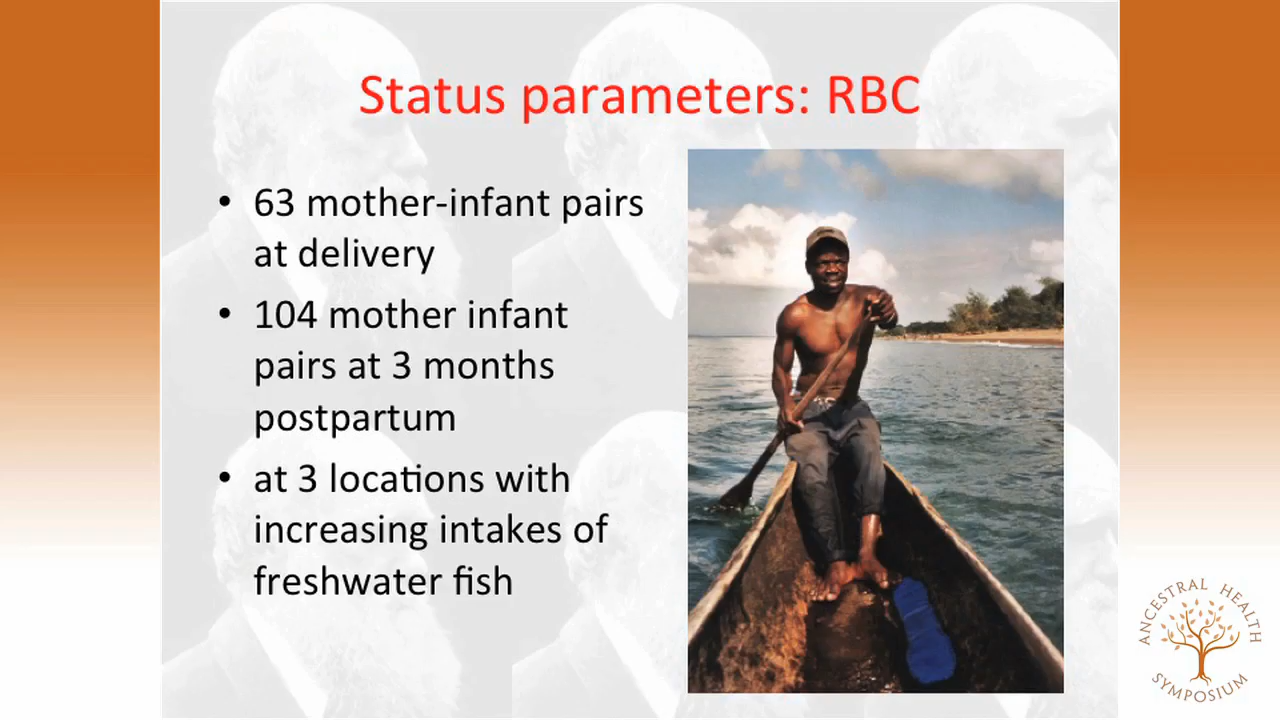 Status parameters: RBC
• 63 mother-infant pairs
at delivery
• 104 mother infant
pairs at 3 months
postpartum
• at 3 locations with
increasing intakes of
freshwater fish
ANCESTRAL HEALTH
SYMPOSIUM